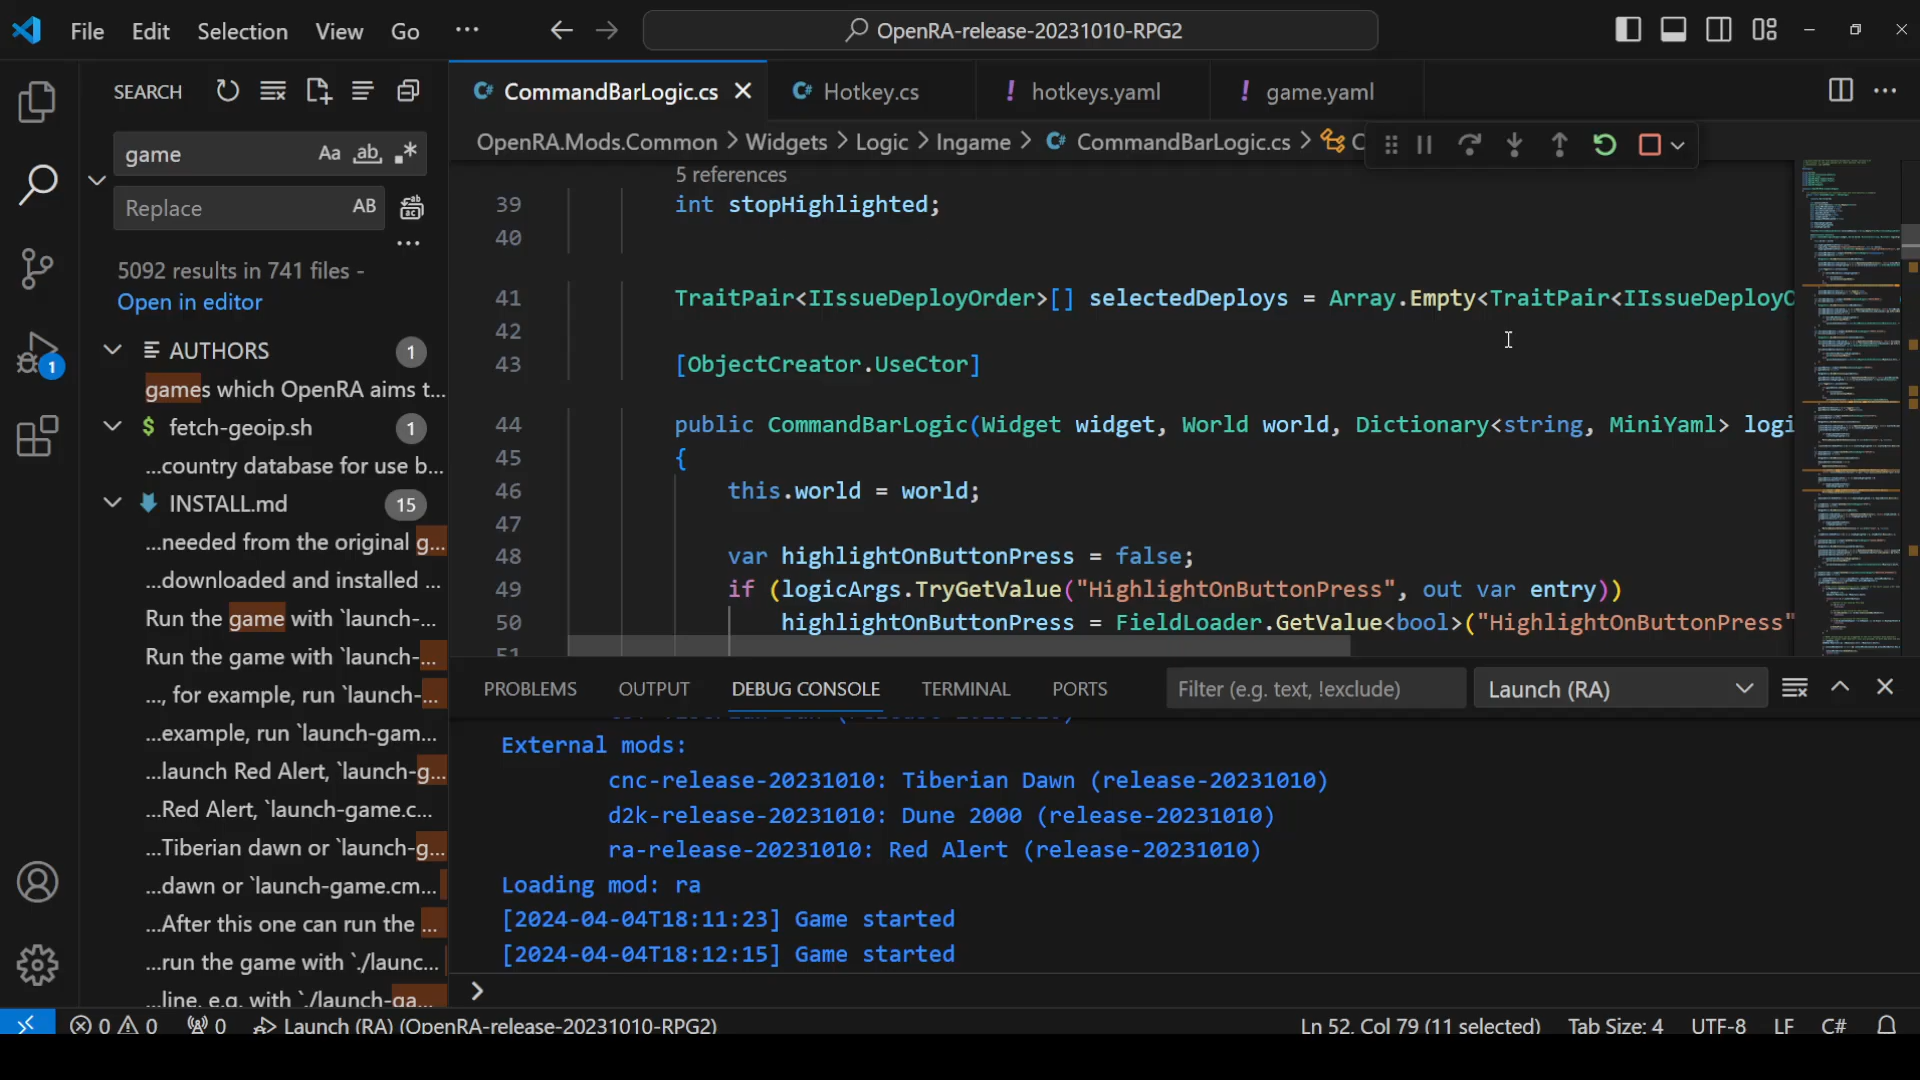 File Edit Selection View Go ···
OpenRA-release-20231010-RPG2
SEARCH
game
Aa ab
Replace
AB
5092 results in 741 files -
Open in editor
AUTHORS 1
games which OpenRA aims t...
fetch-geoip.sh 1
...country database for use b...
INSTALL.md 15
...needed from the original g...
...downloaded and installed ...
Run the game with `launch-...
Run the game with `launch-...
..., for example, run `launch-...
...example, run `launch-gam...
...launch Red Alert, `launch-g...
...Red Alert, `launch-game.c...
...Tiberian dawn or `launch-g...
...dawn or `launch-game.cm...
...After this one can run the ...
...run the game with `./launc...
...line, e.g. with `./launch-ga...
1
CommandBarLogic.cs Hotkey.cs ! hotkeys.yaml ! game.yaml
OpenRA.Mods.Common > Widgets > Logic > Ingame > CommandBarLogic.cs > C
5 references
39 int stopHighlighted;
40
41 TraitPair<IIssueDeployOrder>[] selectedDeploys = Array.Empty<TraitPair<IIssueDeployO
42
43 [ObjectCreator.UseCtor]
44 public CommandBarLogic(Widget widget, World world, Dictionary<string, MiniYaml> logi
45 {
46 this.world = world;
47
48 var highlightOnButtonPress = false;
49 if (logicArgs.TryGetValue("HighlightOnButtonPress", out var entry))
50 highlightOnButtonPress = FieldLoader.GetValue<bool>("HighlightOnButtonPress"
51
PROBLEMS OUTPUT DEBUG CONSOLE TERMINAL PORTS
Filter (e.g. text, !exclude)
Launch (RA)
External mods:
cnc-release-20231010: Tiberian Dawn (release-20231010)
d2k-release-20231010: Dune 2000 (release-20231010)
ra-release-20231010: Red Alert (release-20231010)
Loading mod: ra
[2024-04-04T18:11:23] Game started
[2024-04-04T18:12:15] Game started
>
0 0 0 Launch (RA) (OpenRA-release-20231010-RPG2)
Ln 52, Col 79 (11 selected) Tab Size: 4 UTF-8 LF C#